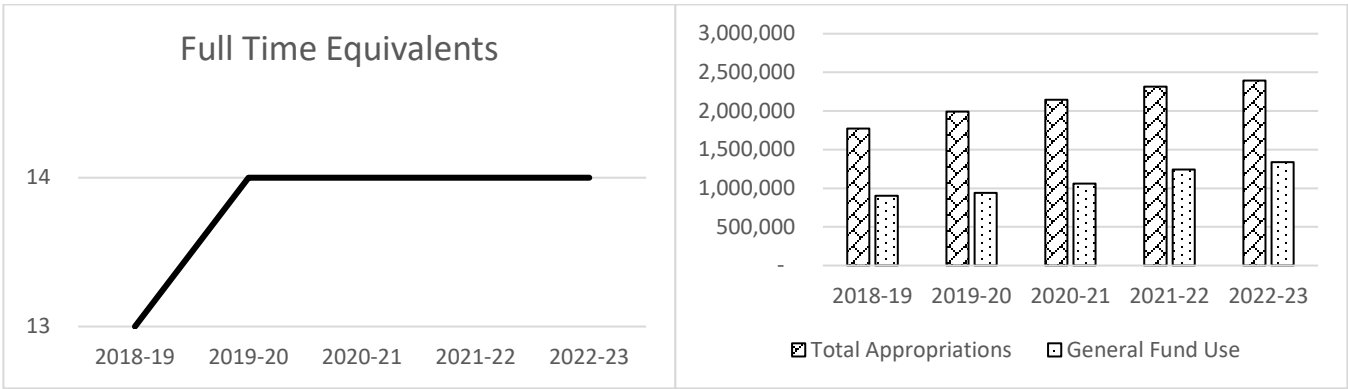 Full Time Equivalents
14
13
2018-19 2019-20 2020-21 2021-22 2022-23
3,000,000
2,500,000
2,000,000
1,500,000
1,000,000
500,000
-
2018-19 2019-20 2020-21 2021-22 2022-23
Total Appropriations General Fund Use